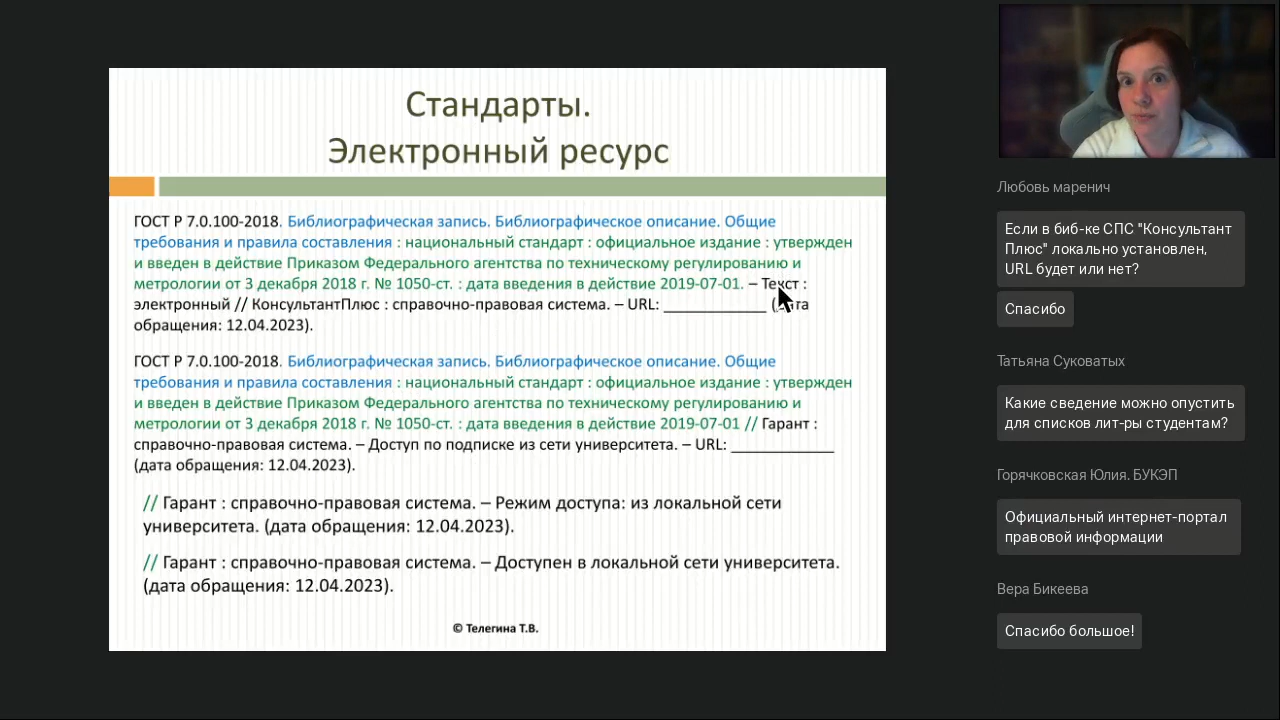 Стандарты.
Электронный ресурс
ГОСТ Р 7.0.100-2018. Библиографическая запись. Библиографическое описание. Общие
требования и правила составления : национальный стандарт : официальное издание : утвержден
и введен в действие Приказом Федерального агентства по техническому регулированию и
метрологии от 3 декабря 2018 г. № 1050-ст. : дата введения в действие 2019-07-01. – Текст :
электронный // КонсультантПлюс : справочно-правовая система. – URL: ____________ (дата
обращения: 12.04.2023).
ГОСТ Р 7.0.100-2018. Библиографическая запись. Библиографическое описание. Общие
требования и правила составления : национальный стандарт : официальное издание : утвержден
и введен в действие Приказом Федерального агентства по техническому регулированию и
метрологии от 3 декабря 2018 г. № 1050-ст. : дата введения в действие 2019-07-01 // Гарант :
справочно-правовая система. – Доступ по подписке из сети университета. – URL: ____________
(дата обращения: 12.04.2023).
// Гарант : справочно-правовая система. – Режим доступа: из локальной сети
университета. (дата обращения: 12.04.2023).
// Гарант : справочно-правовая система. – Доступен в локальной сети университета.
(дата обращения: 12.04.2023).
© Телегина Т.В.
Любовь маренич
Если в биб-ке СПС "Консультант
Плюс" локально установлен,
URL будет или нет?
Спасибо
Татьяна Суковатых
Какие сведение можно опустить
для списков лит-ры студентам?
Горячковская Юлия. БУКЭП
Официальный интернет-портал
правовой информации
Вера Бикеева
Спасибо большое!